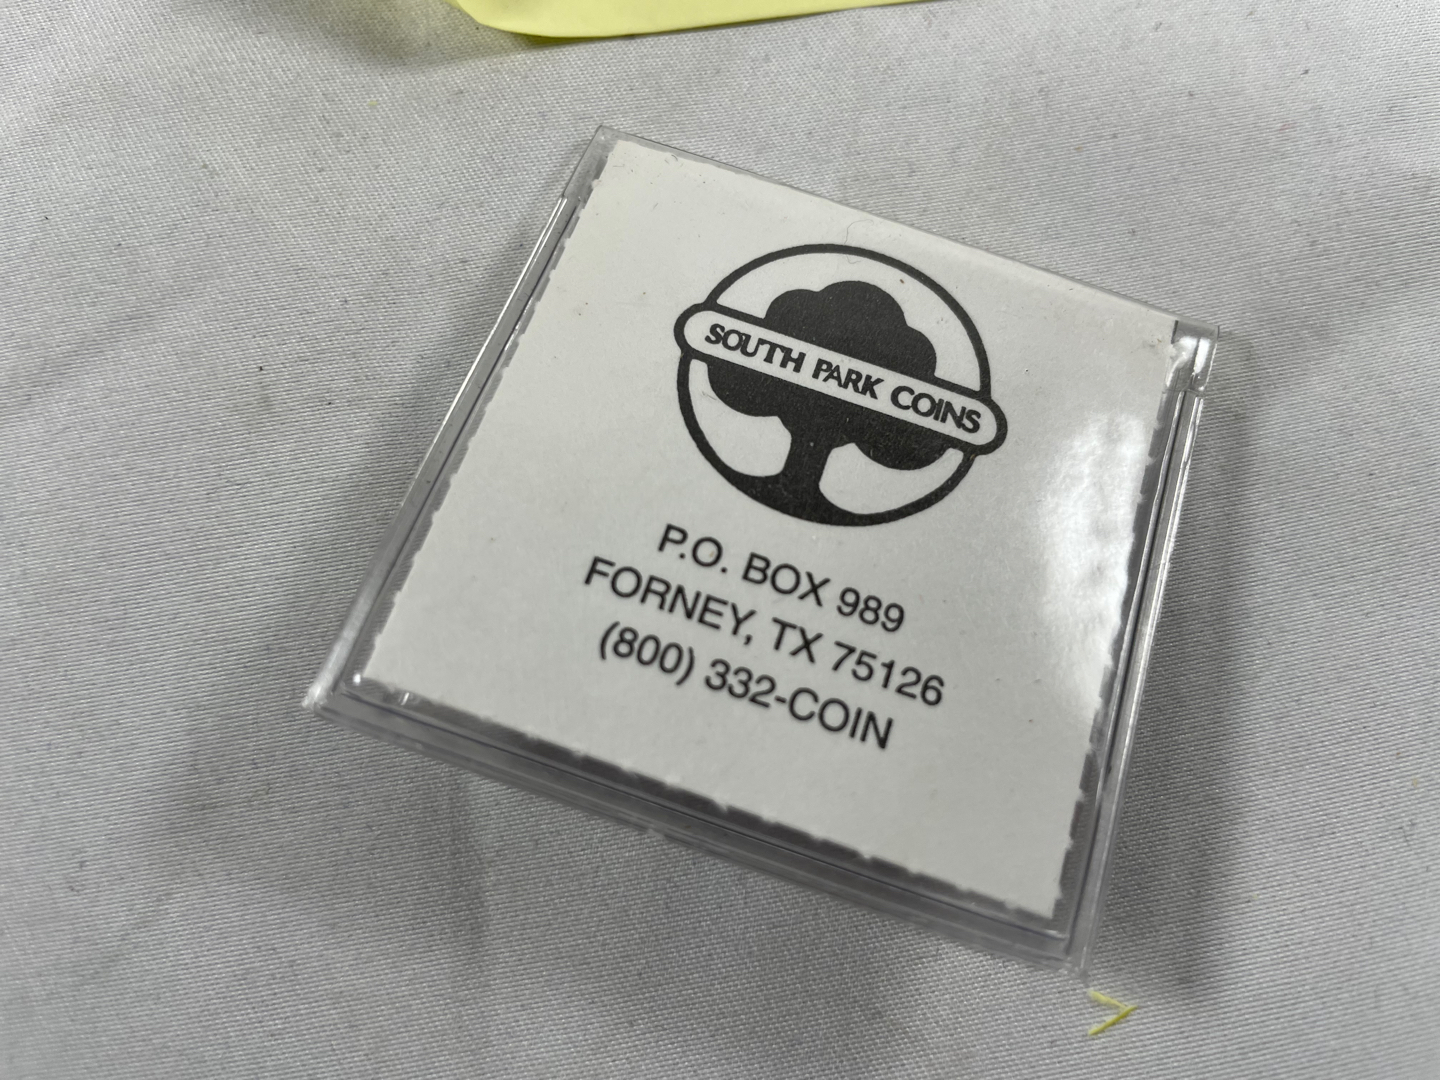 SOUTH PARK COINS
P.O. BOX 989
FORNEY, TX 75126
(800) 332-COIN